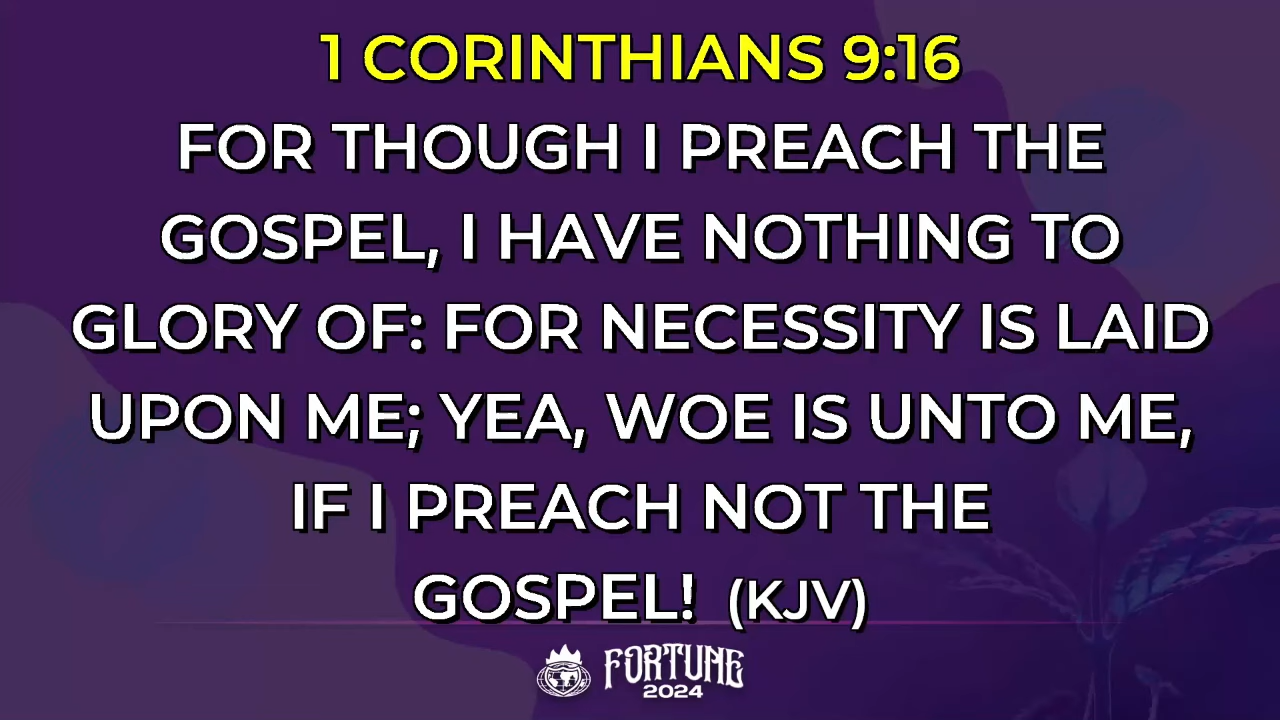 1 CORINTHIANS 9:16
FOR THOUGH I PREACH THE
GOSPEL, I HAVE NOTHING TO
GLORY OF: FOR NECESSITY IS LAID
UPON ME; YEA, WOE IS UNTO ME,
IF I PREACH NOT THE
GOSPEL! (KJV)
FORTUNE
2024